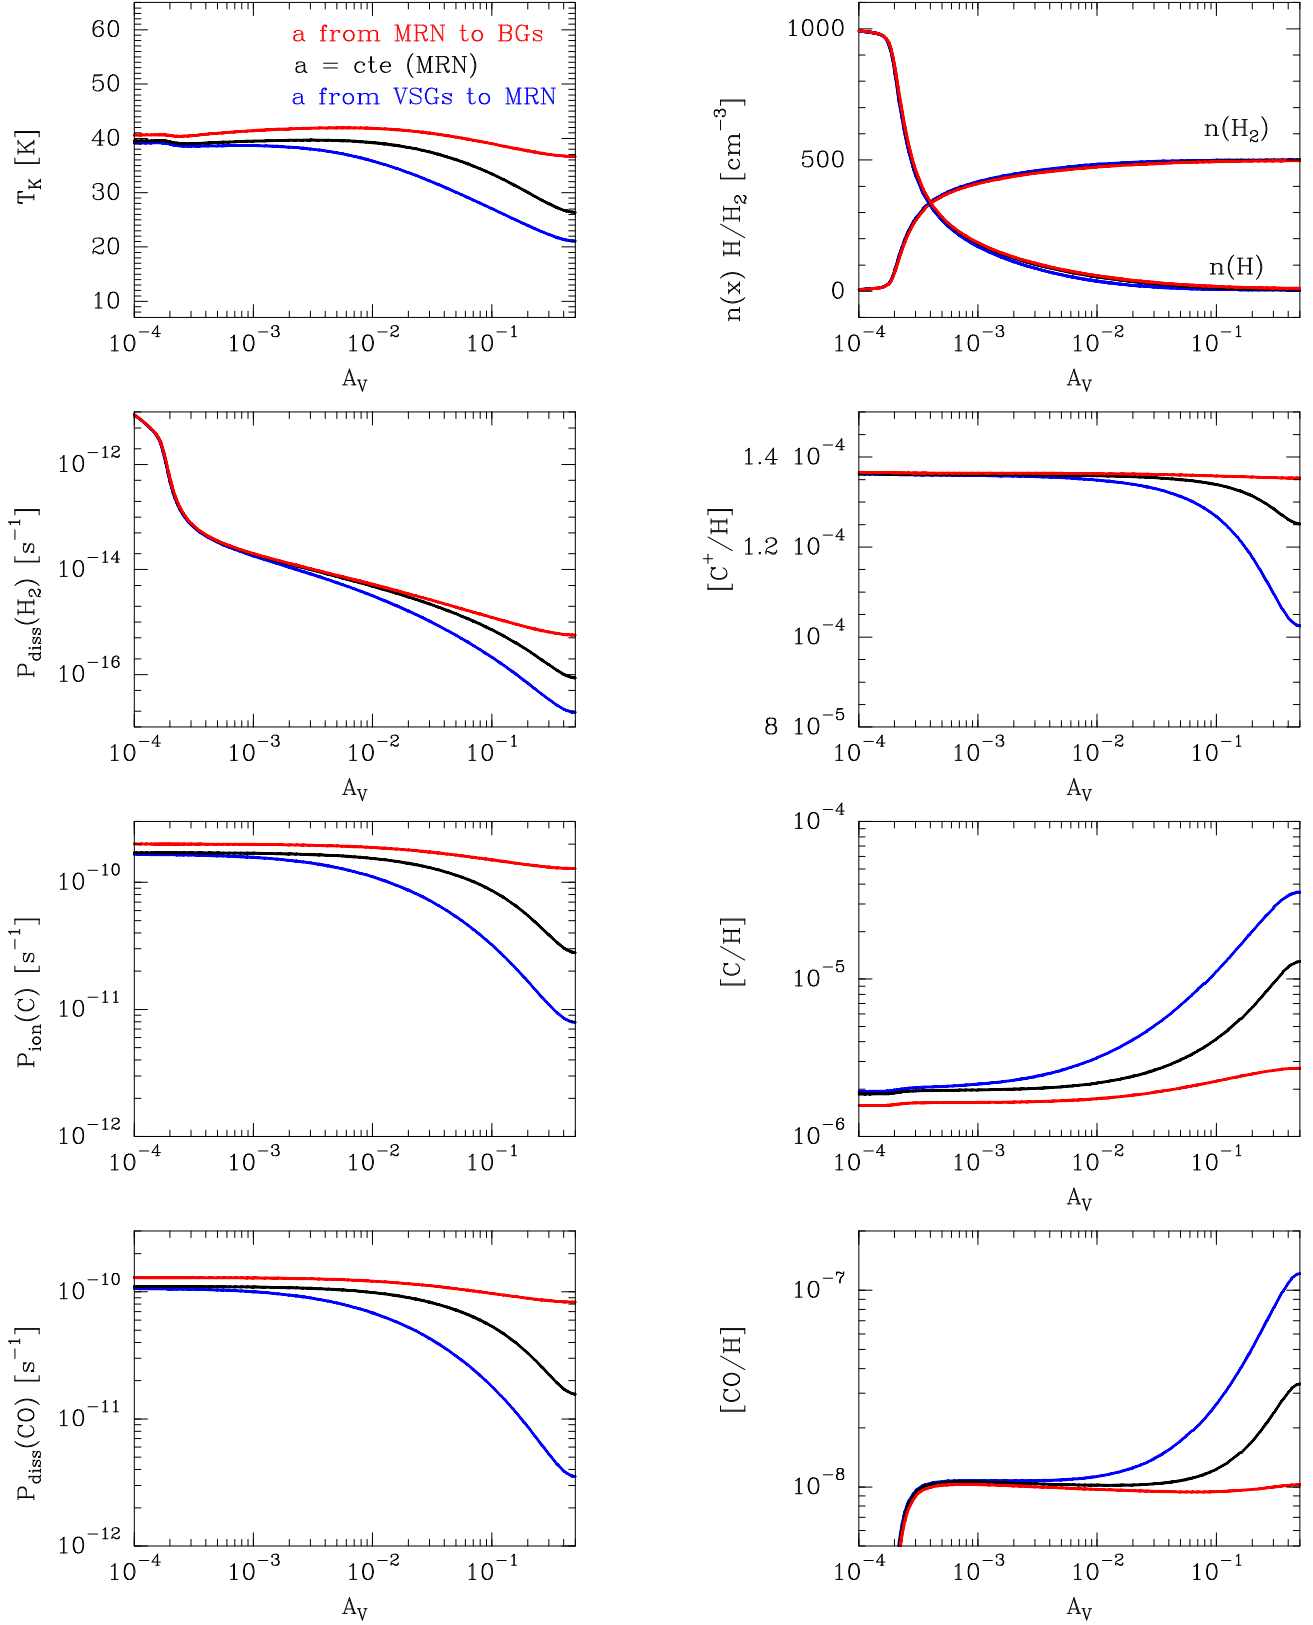 60
50
40
30
20
10
T_K [K]
a from MRN to BGs
a = cte (MRN)
a from VSGs to MRN
10^−4 10^−3 10^−2 10^−1
A_V
1000
500
0
n(x) H/H_2 [cm^−3]
n(H_2)
n(H)
10^−4 10^−3 10^−2 10^−1
A_V
10^−12
10^−14
10^−16
P_diss(H_2) [s^−1]
10^−4 10^−3 10^−2 10^−1
A_V
1.4 10^−4
1.2 10^−4
10^−4
8 10^−5
[C^+/H]
10^−4 10^−3 10^−2 10^−1
A_V
10^−10
10^−11
10^−12
P_ion(C) [s^−1]
10^−4 10^−3 10^−2 10^−1
10^−4
10^−5
10^−6
[C/H]
10^−4 10^−3 10^−2 10^−1
A_V
10^−10
10^−11
10^−12
P_diss(CO) [s^−1]
10^−4 10^−3 10^−2 10^−1
A_V
10^−7
10^−8
[CO/H]
10^−4 10^−3 10^−2 10^−1
A_V